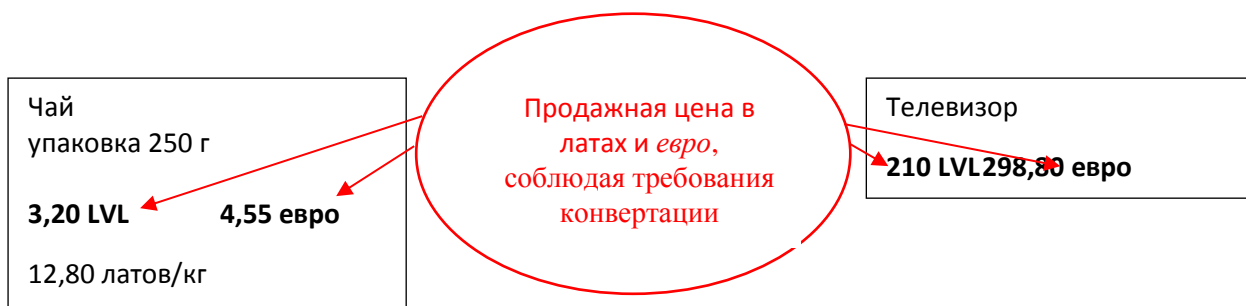 Чай
упаковка 250 г
3,20 LVL 4,55 евро
12,80 латов/кг
Продажная цена в
латах и евро,
соблюдая требования
конвертации
Телевизор
210 LVL298,80 евро